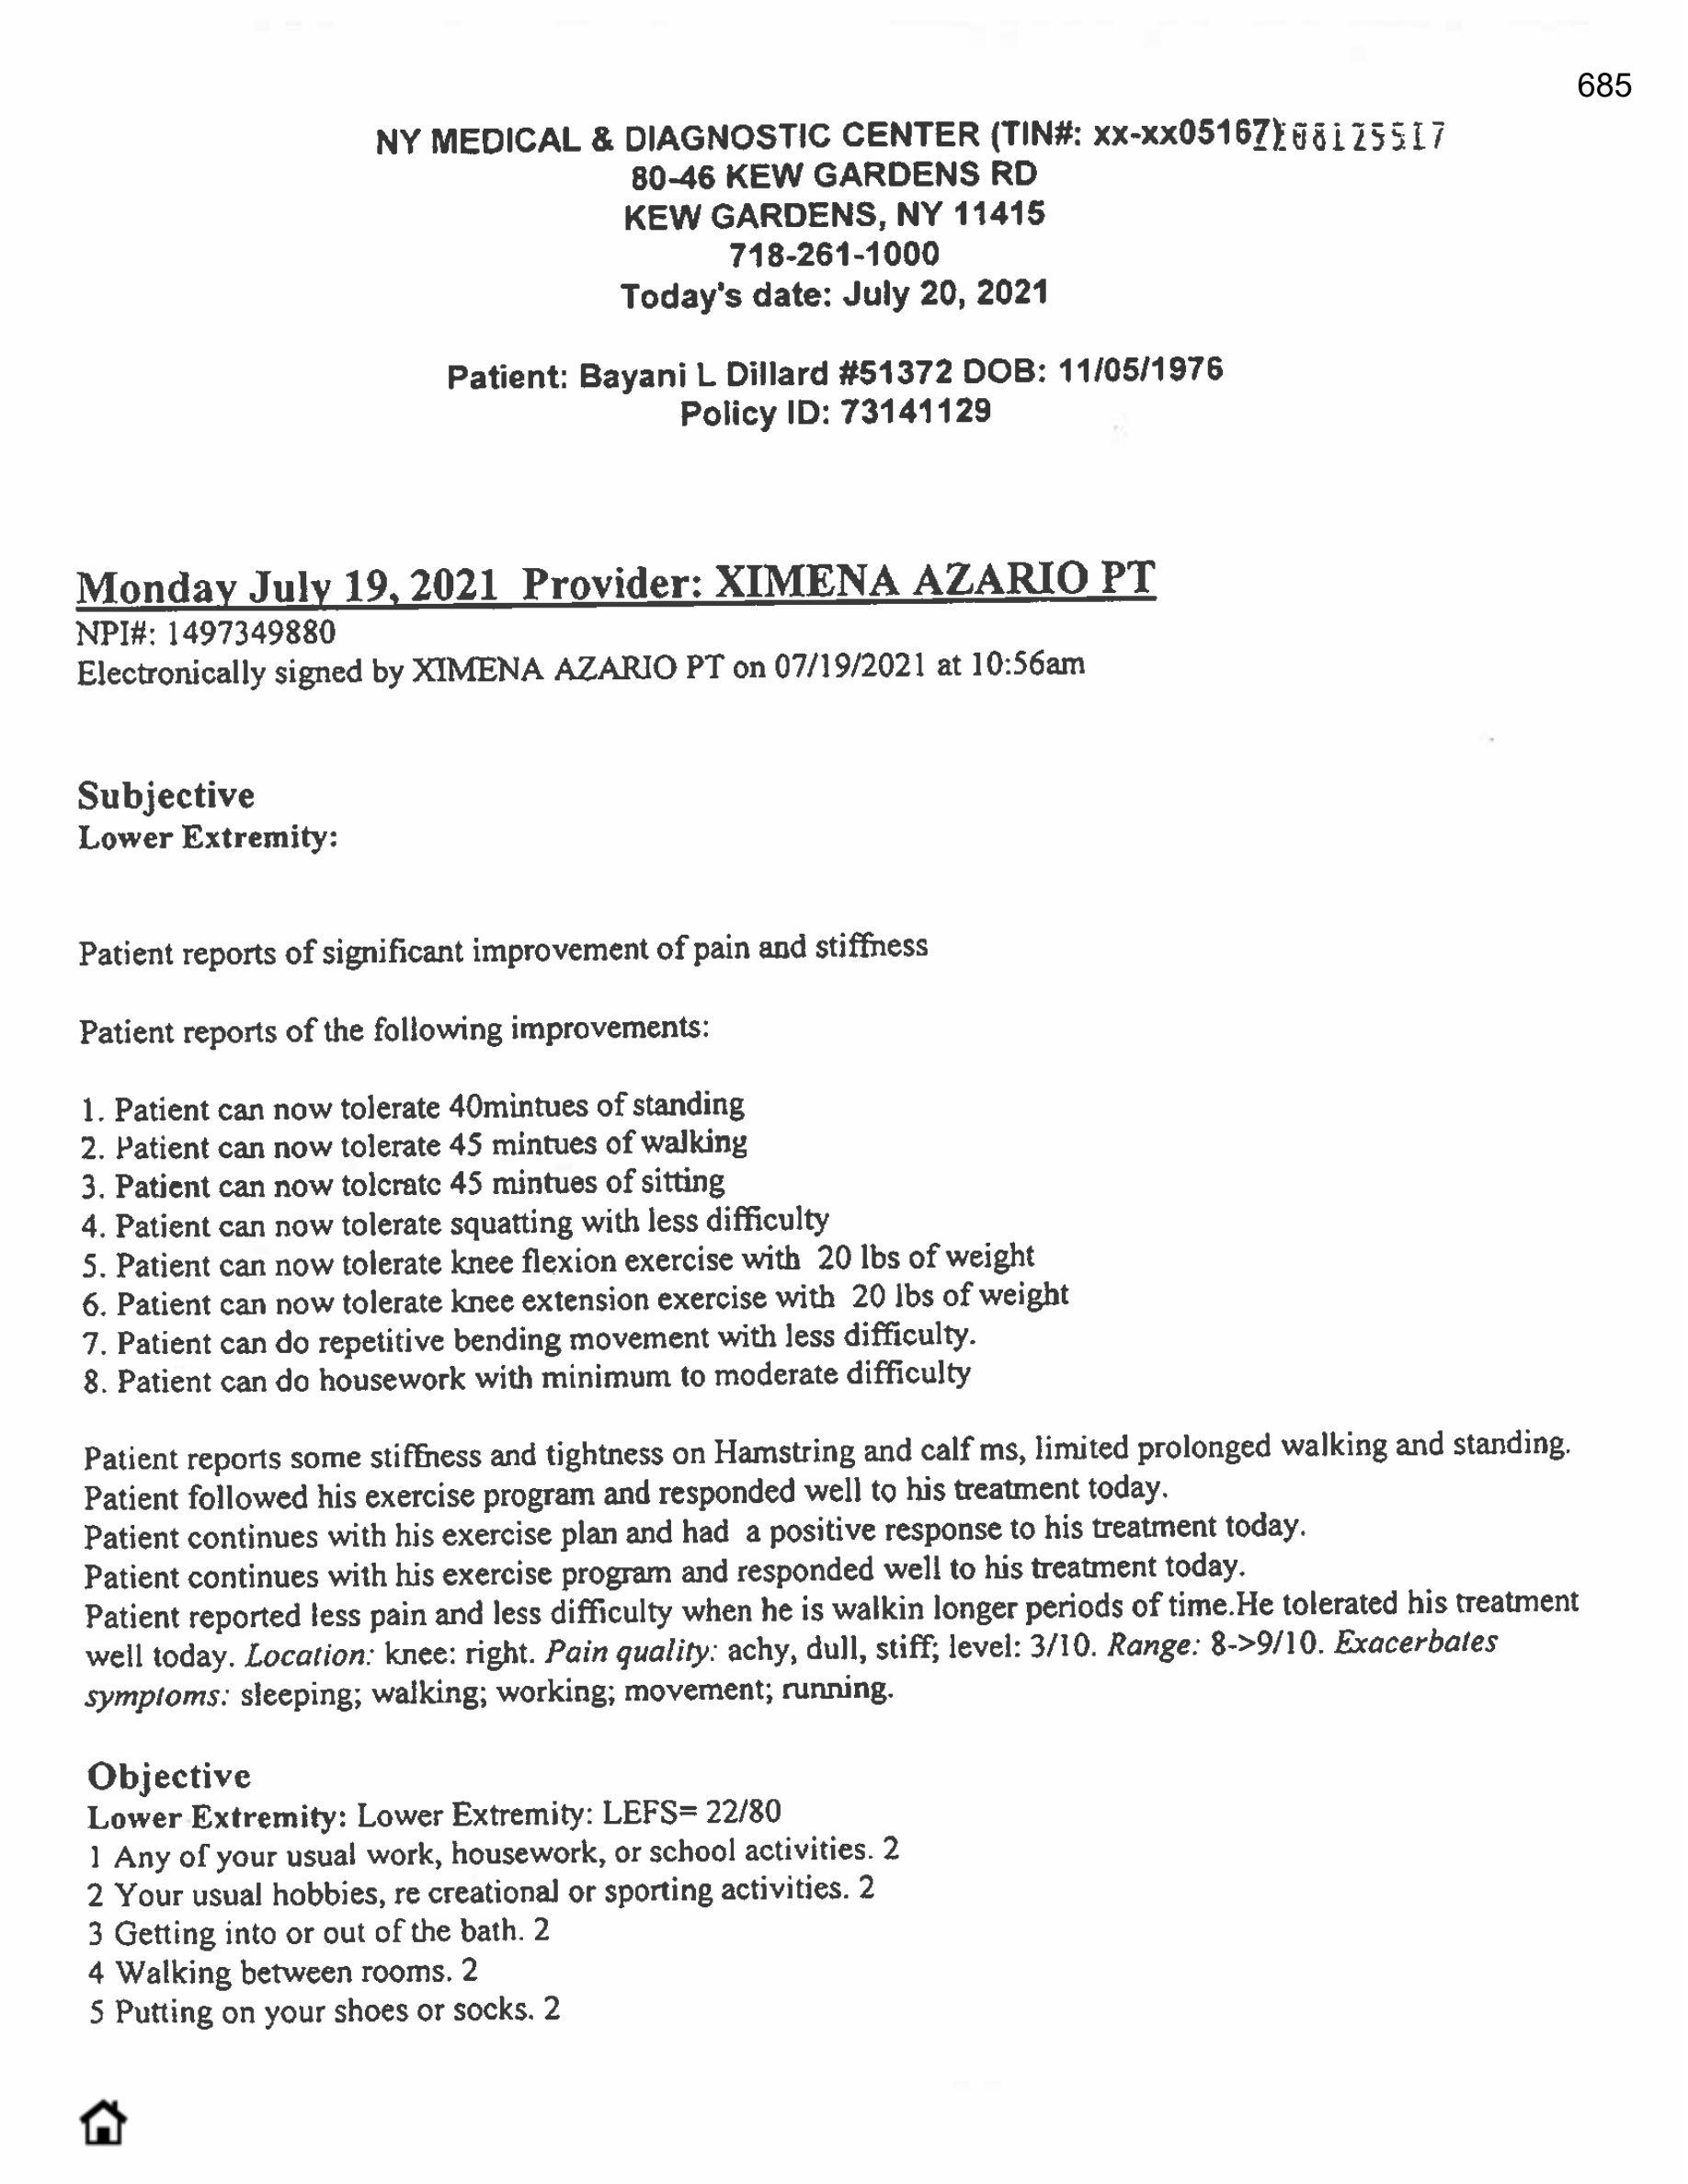 685
NY MEDICAL & DIAGNOSTIC CENTER (TIN#: xx-xx05167)
80-46 KEW GARDENS RD
KEW GARDENS, NY 11415
718-261-1000
Today's date: July 20, 2021
Patient: Bayani L Dillard #51372 DOB: 11/05/1976
Policy ID: 73141129
Monday July 19, 2021 Provider: XIMENA AZARIO PT
NPI#: 1497349880
Electronically signed by XIMENA AZARIO PT on 07/19/2021 at 10:56am
Subjective
Lower Extremity:
Patient reports of significant improvement of pain and stiffness
Patient reports of the following improvements:
1. Patient can now tolerate 40mintues of standing
2. Patient can now tolerate 45 mintues of walking
3. Patient can now tolerate 45 mintues of sitting
4. Patient can now tolerate squatting with less difficulty
5. Patient can now tolerate knee flexion exercise with 20 lbs of weight
6. Patient can now tolerate knee extension exercise with 20 lbs of weight
7. Patient can do repetitive bending movement with less difficulty.
8. Patient can do housework with minimum to moderate difficulty
Patient reports some stiffness and tightness on Hamstring and calf ms, limited prolonged walking and standing.
Patient followed his exercise program and responded well to his treatment today.
Patient continues with his exercise plan and had a positive response to his treatment today.
Patient continues with his exercise program and responded well to his treatment today.
Patient reported less pain and less difficulty when he is walkin longer periods of time.He tolerated his treatment
well today. Location: knee: right. Pain quality: achy, dull, stiff; level: 3/10. Range: 8->9/10. Exacerbates
symptoms: sleeping; walking; working; movement; running.
Objective
Lower Extremity: Lower Extremity: LEFS= 22/80
1 Any of your usual work, housework, or school activities. 2
2 Your usual hobbies, re creational or sporting activities. 2
3 Getting into or out of the bath. 2
4 Walking between rooms. 2
5 Putting on your shoes or socks. 2